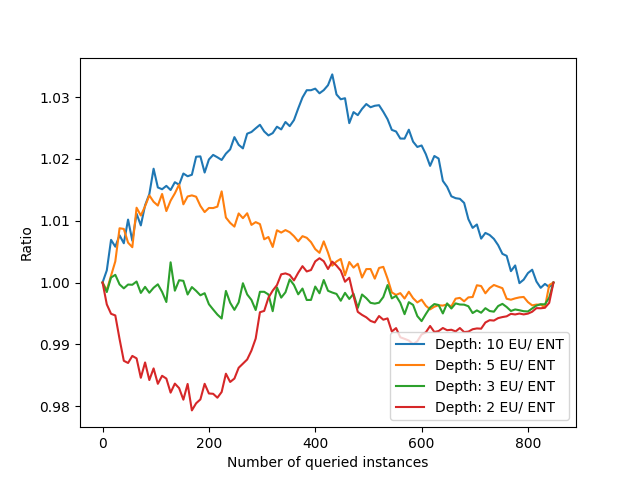 1.03
1.02
1.01
1.00
0.99
0.98
Ratio
0 200 400 600 800
Number of queried instances
Depth: 10 EU/ ENT
Depth: 5 EU/ ENT
Depth: 3 EU/ ENT
Depth: 2 EU/ ENT